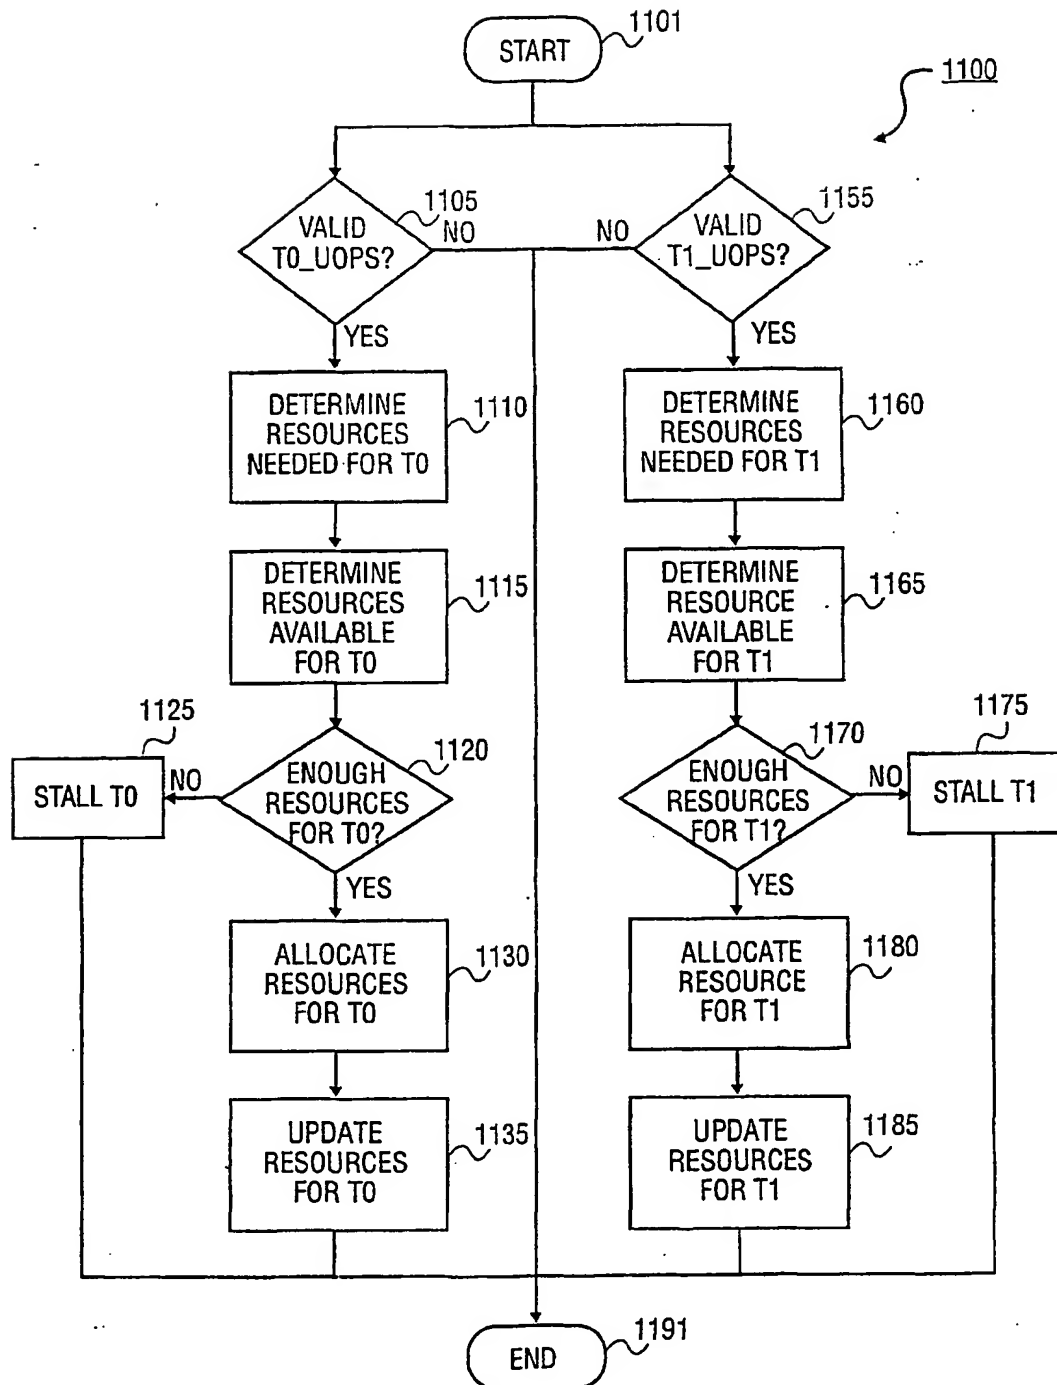 1101
START
1100
1105
VALID
T0_UOPS?
NO
YES
1155
VALID
T1_UOPS?
NO
YES
DETERMINE
RESOURCES
NEEDED FOR T0
1110
DETERMINE
RESOURCES
NEEDED FOR T1
1160
DETERMINE
RESOURCES
AVAILABLE
FOR T0
1115
DETERMINE
RESOURCE
AVAILABLE
FOR T1
1165
1125
STALL T0
NO
ENOUGH
RESOURCES
FOR T0?
1120
YES
ENOUGH
RESOURCES
FOR T1?
1170
NO
YES
1175
STALL T1
ALLOCATE
RESOURCES
FOR T0
1130
ALLOCATE
RESOURCE
FOR T1
1180
UPDATE
RESOURCES
FOR T0
1135
UPDATE
RESOURCES
FOR T1
1185
END
1191